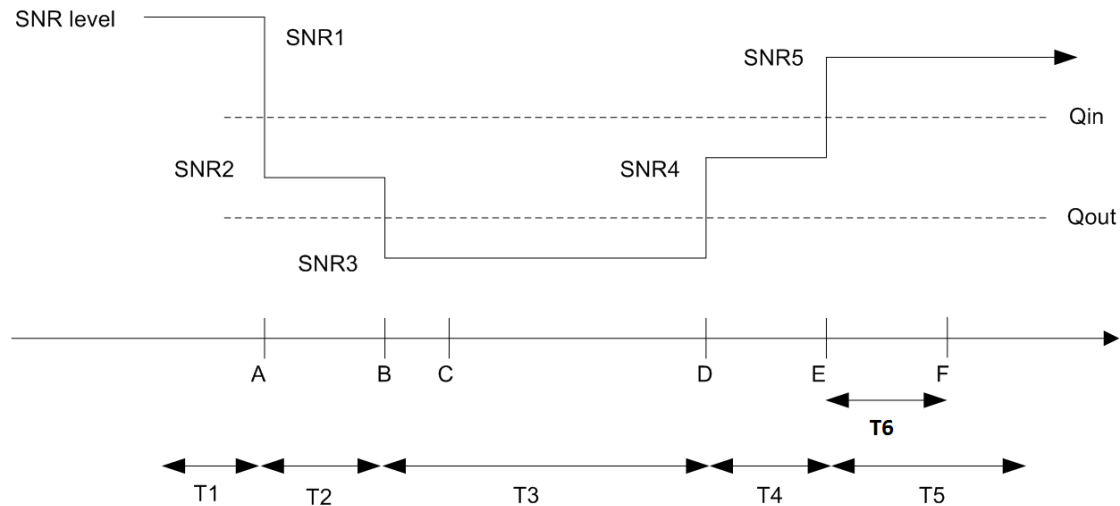 SNR level
SNR1
SNR5
Qin
SNR2
SNR4
Qout
SNR3
A B C D E F
T6
T1 T2 T3 T4 T5